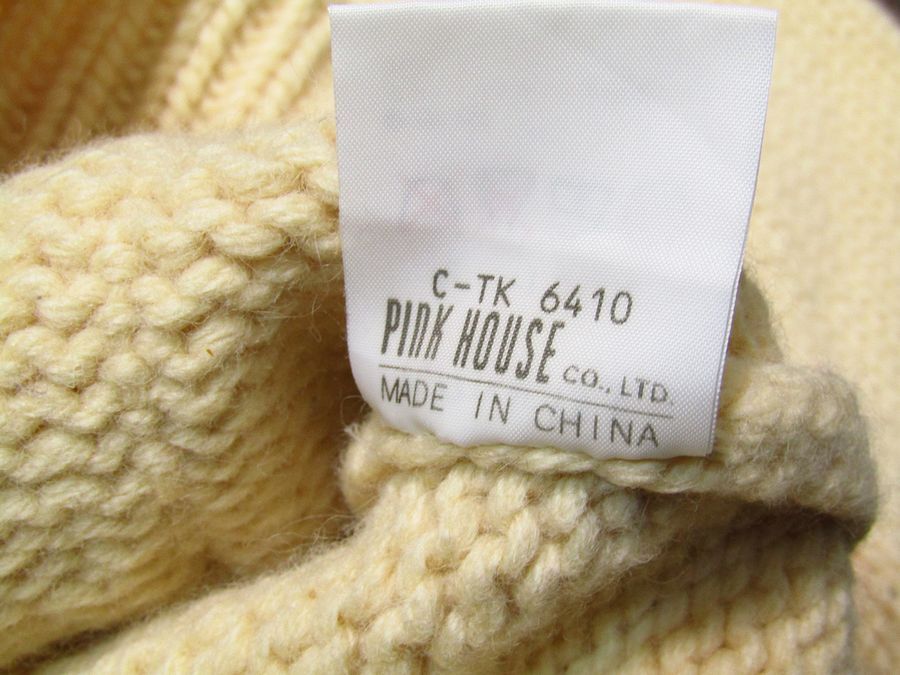 C-TK 6410
PINK HOUSE CO., LTD.
MADE IN CHINA